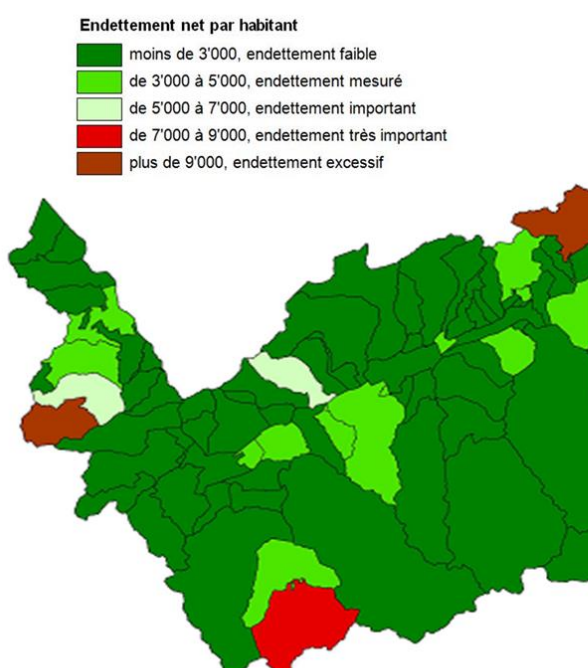 Endettement net par habitant
moins de 3'000, endettement faible
de 3'000 à 5'000, endettement mesuré
de 5'000 à 7'000, endettement important
de 7'000 à 9'000, endettement très important
plus de 9'000, endettement excessif